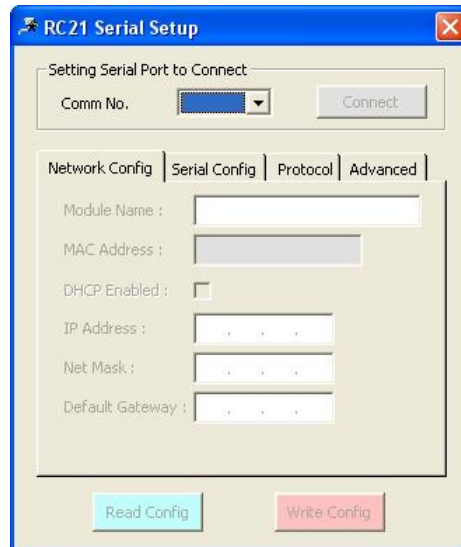 RC21 Serial Setup
Setting Serial Port to Connect
Comm No.
Connect
Network Config Serial Config Protocol Advanced
Module Name :
MAC Address :
DHCP Enabled :
IP Address :
. . .
Net Mask :
. . .
Default Gateway :
. . .
Read Config Write Config